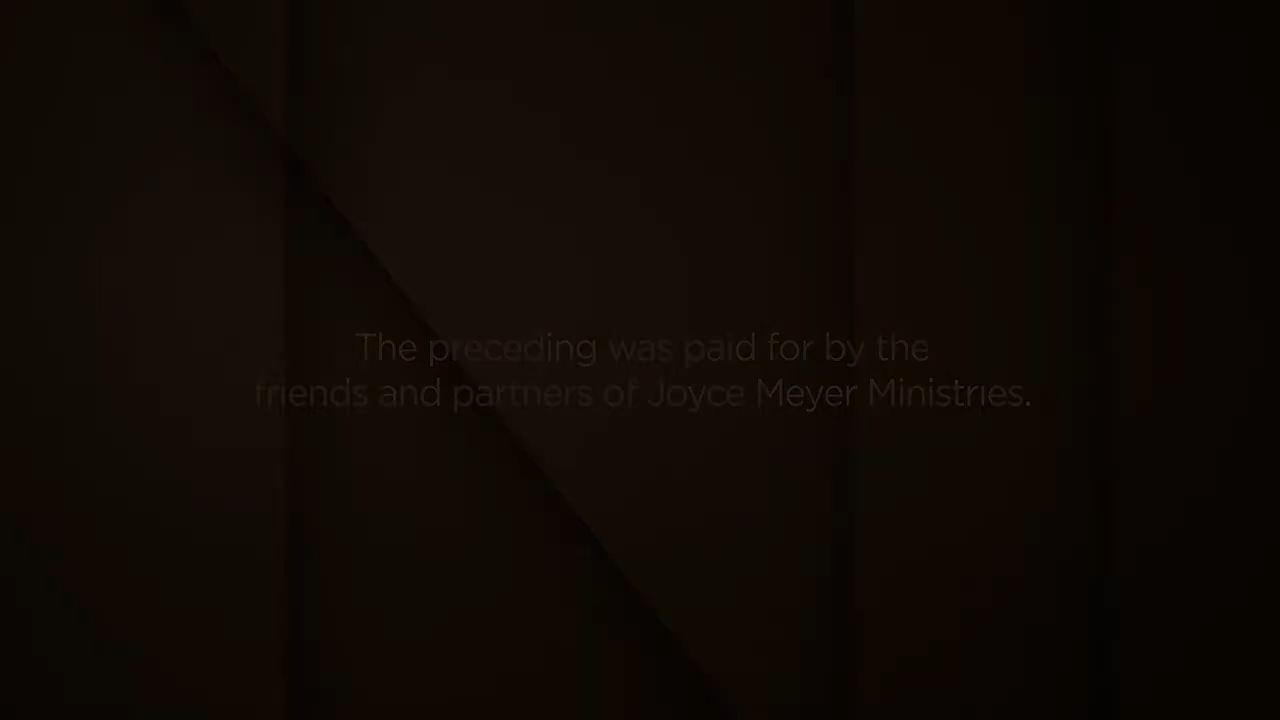 The preceding was paid for by the
friends and partners of Joyce Meyer Ministries.